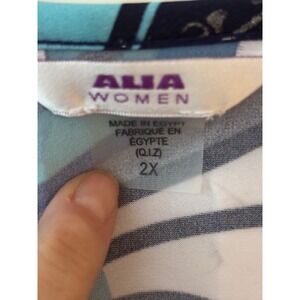 ALIA
WOMEN
MADE IN EGYPT
FABRIQUÉ EN
ÉGYPTE
(Q.I.Z)
2X